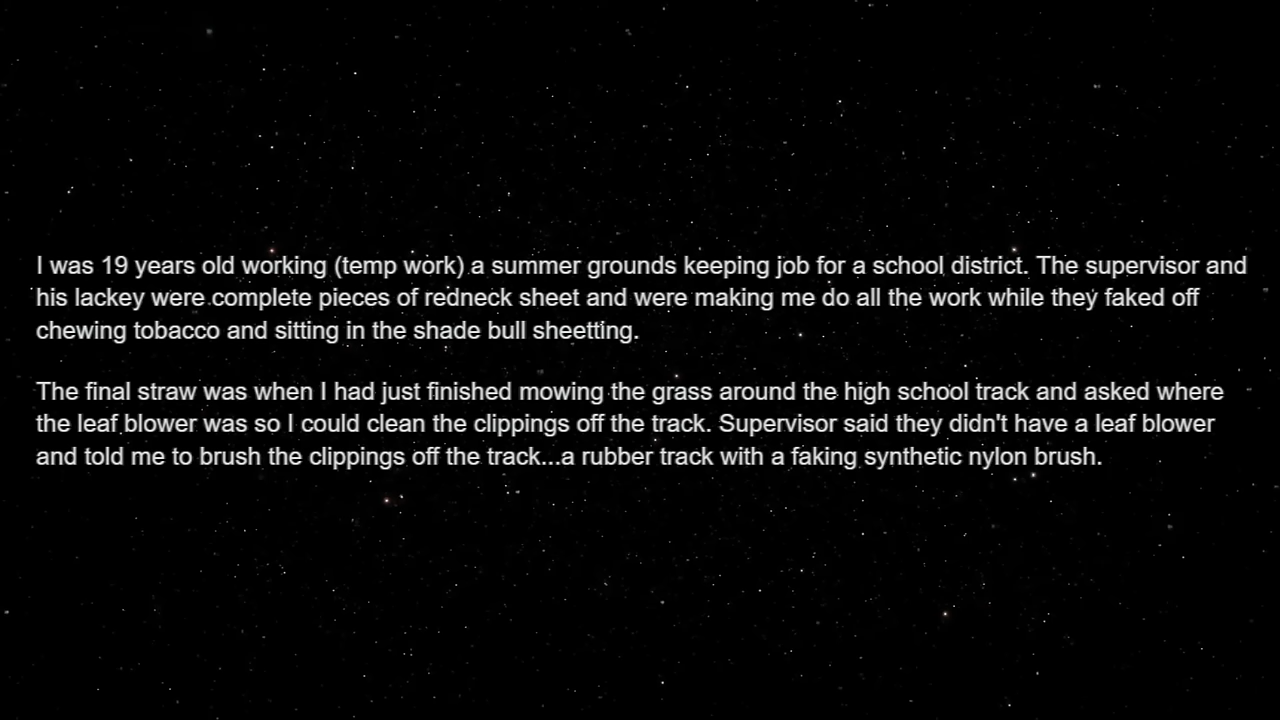 I was 19 years old working (temp work) a summer grounds keeping job for a school district. The supervisor and
his lackey were complete pieces of redneck sheet and were making me do all the work while they faked off
chewing tobacco and sitting in the shade bull sheetting.
The final straw was when I had just finished mowing the grass around the high school track and asked where
the leaf blower was so I could clean the clippings off the track. Supervisor said they didn't have a leaf blower
and told me to brush the clippings off the track...a rubber track with a faking synthetic nylon brush.